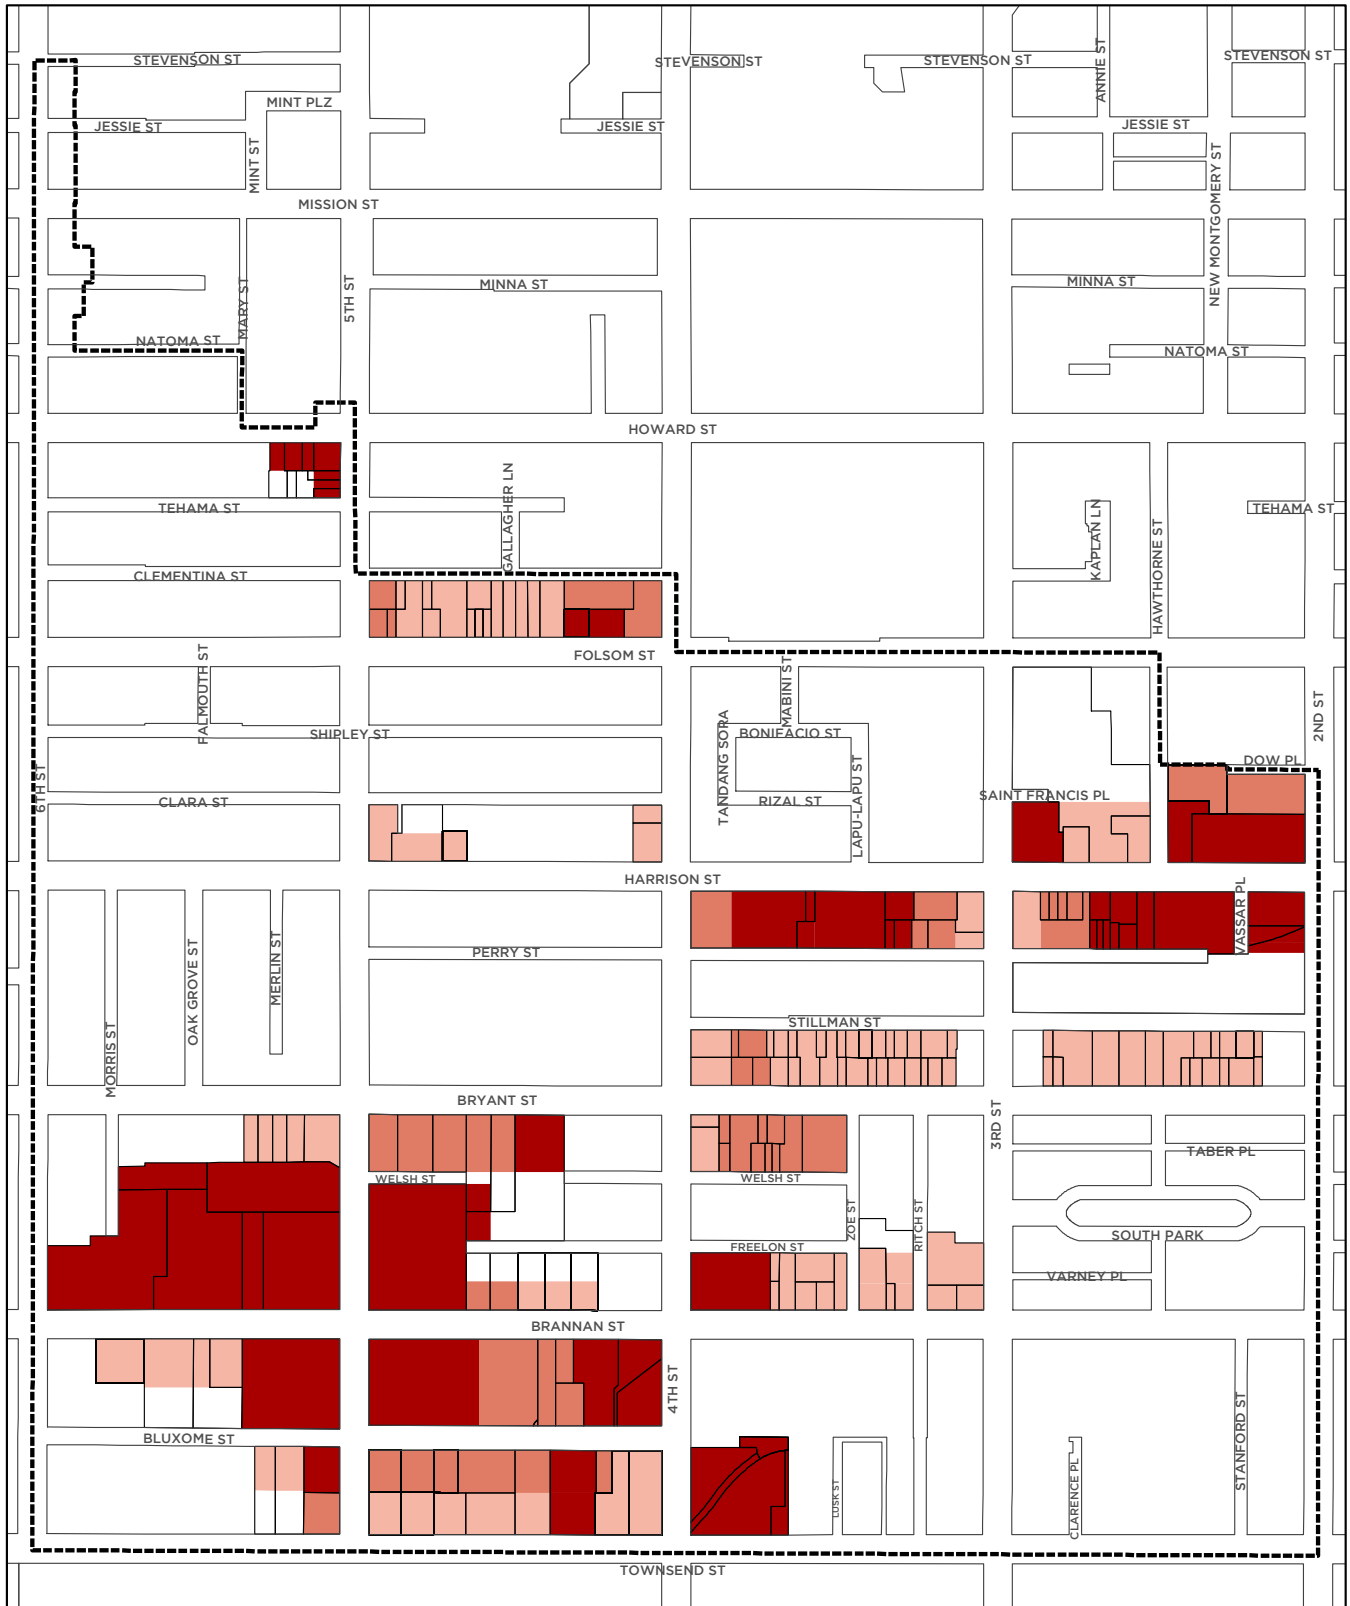 STEVENSON ST
STEVENSON ST
STEVENSON ST
STEVENSON ST
ANNIE ST
MINT PLZ
JESSIE ST
JESSIE ST
JESSIE ST
MINT ST
NEW MONTGOMERY ST
MISSION ST
MINNA ST
MINNA ST
MARY ST
5TH ST
NATOMA ST
NATOMA ST
HOWARD ST
GALLAGHER LN
KAPLAN LN
HAWTHORNE ST
TEHAMA ST
TEHAMA ST
CLEMENTINA ST
FOLSOM ST
FALMOUTH ST
MABINI ST
2ND ST
SHIPLEY ST
TANDANG SORA
BONIFACIO ST
LAPU-LAPU ST
DOW PL
6TH ST
CLARA ST
RIZAL ST
SAINT FRANCIS PL
HARRISON ST
VASSAR PL
OAK GROVE ST
MERLIN ST
PERRY ST
STILLMAN ST
MORRIS ST
BRYANT ST
3RD ST
TABER PL
WELSH ST
WELSH ST
ZOE ST
RITCH ST
SOUTH PARK
FREELON ST
VARNEY PL
BRANNAN ST
4TH ST
STANFORD ST
BLUXOME ST
LUSK ST
CLARENCE PL
TOWNSEND ST